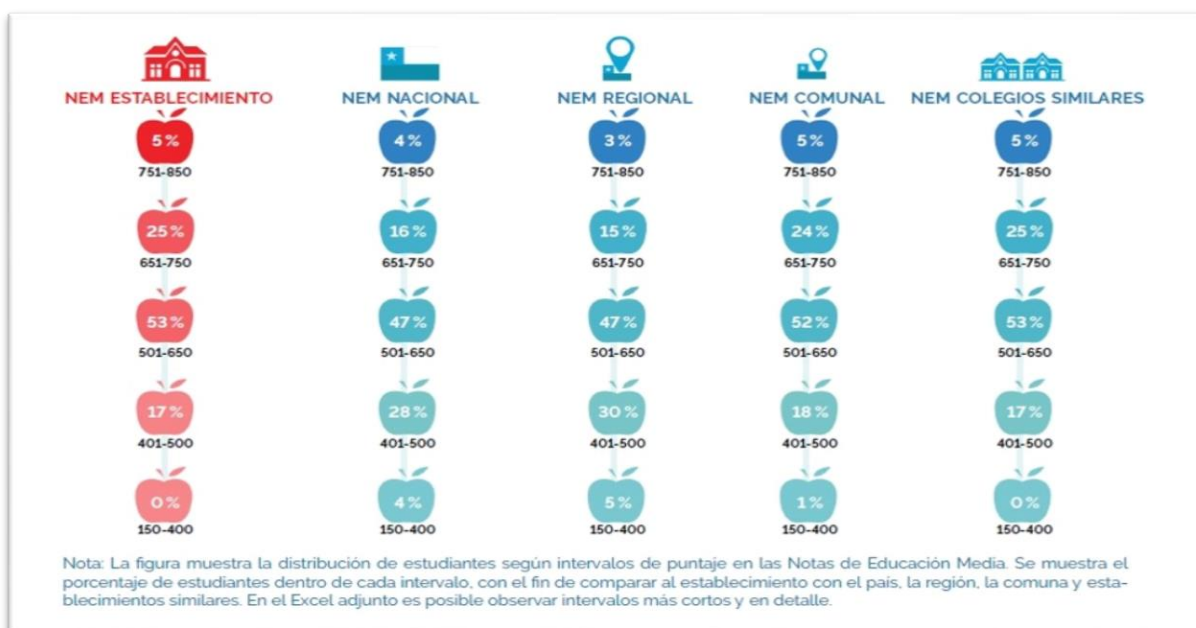 NEM ESTABLECIMIENTO NEM NACIONAL NEM REGIONAL NEM COMUNAL NEM COLEGIOS SIMILARES
5% 4% 3% 5% 5%
751-850 751-850 751-850 751-850 751-850
25% 16% 15% 24% 25%
651-750 651-750 651-750 651-750 651-750
53% 47% 47% 52% 53%
501-650 501-650 501-650 501-650 501-650
17% 28% 30% 18% 17%
401-500 401-500 401-500 401-500 401-500
0% 4% 5% 1% 0%
150-400 150-400 150-400 150-400 150-400
Nota: La figura muestra la distribución de estudiantes según intervalos de puntaje en las Notas de Educación Media. Se muestra el
porcentaje de estudiantes dentro de cada intervalo, con el fin de comparar al establecimiento con el país, la región, la comuna y esta-
blecimientos similares. En el Excel adjunto es posible observar intervalos más cortos y en detalle.